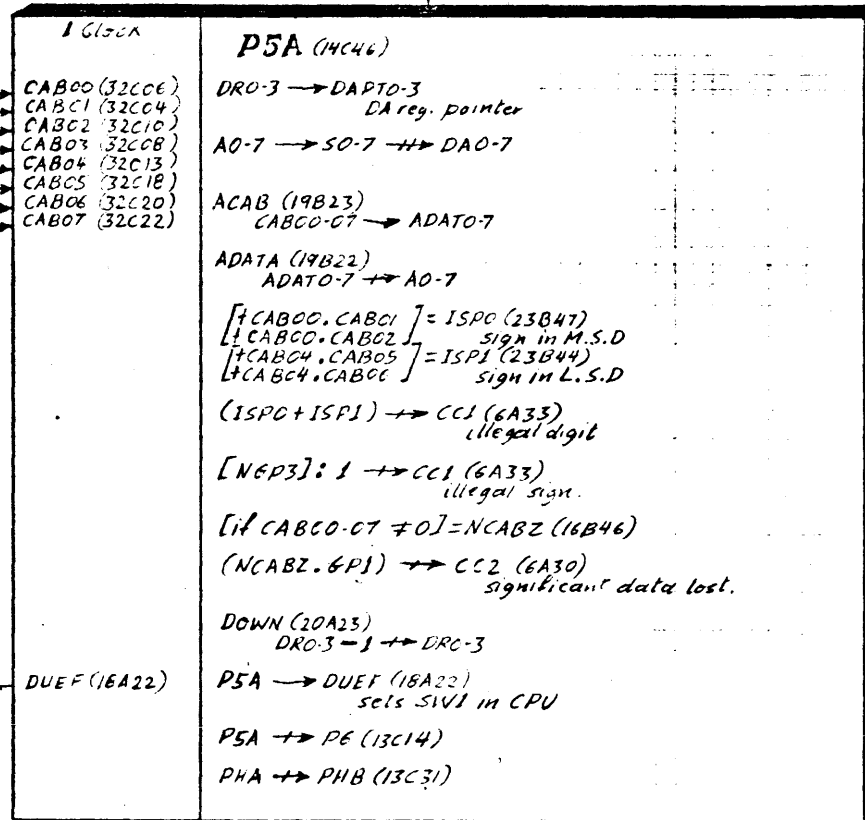 1 Clock
P5A (14C46)
CAB00 (32C06)
CAB01 (32C04)
CAB02 (32C10)
CAB03 (32C08)
CAB04 (32C13)
CAB05 (32C18)
CAB06 (32C20)
CAB07 (32C22)
DR0-3 → DAPT0-3
DA reg. pointer
A0-7 → S0-7 ⇸ DA0-7
ACAB (19B23)
CAB00-07 → ADAT0-7
ADATA (19B22)
ADAT0-7 ⇸ A0-7
[+CAB00.CAB01
+CAB00.CAB02] = ISP0 (23B47)
sign in M.S.D
[+CAB04.CAB05
+CAB04.CAB06] = ISP1 (23B44)
sign in L.S.D
(ISP0 + ISP1) ⇸ CC1 (6A33)
illegal digit
[NEP3]: 1 ⇸ CC1 (6A33)
illegal sign.
[if CAB00-07 ≠ 0] = NCABZ (16B46)
(NCABZ.GP1) ⇸ CC2 (6A30)
significant data lost.
DOWN (20A23)
DR0-3 - 1 ⇸ DR0-3
DUEF (18A22)
P5A → DUEF (18A22)
sets SW1 in CPU
P5A ⇸ P6 (13C14)
PHA ⇸ PHB (13C31)